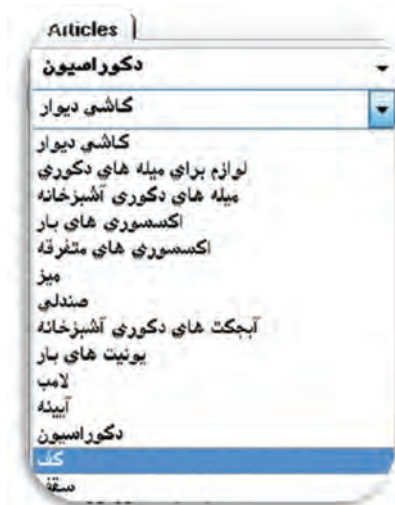 Articles
دکوراسیون
کاشی دیوار
کاشی دیوار
لوازم برای میله های دکوری
میله های دکوری آشپزخانه
اکسسوری های بار
اکسسوری های متفرقه
میز
صندلی
آبجکت های دکوری آشپزخانه
یونیت های بار
لامپ
آیینه
دکوراسیون
کف
سقف